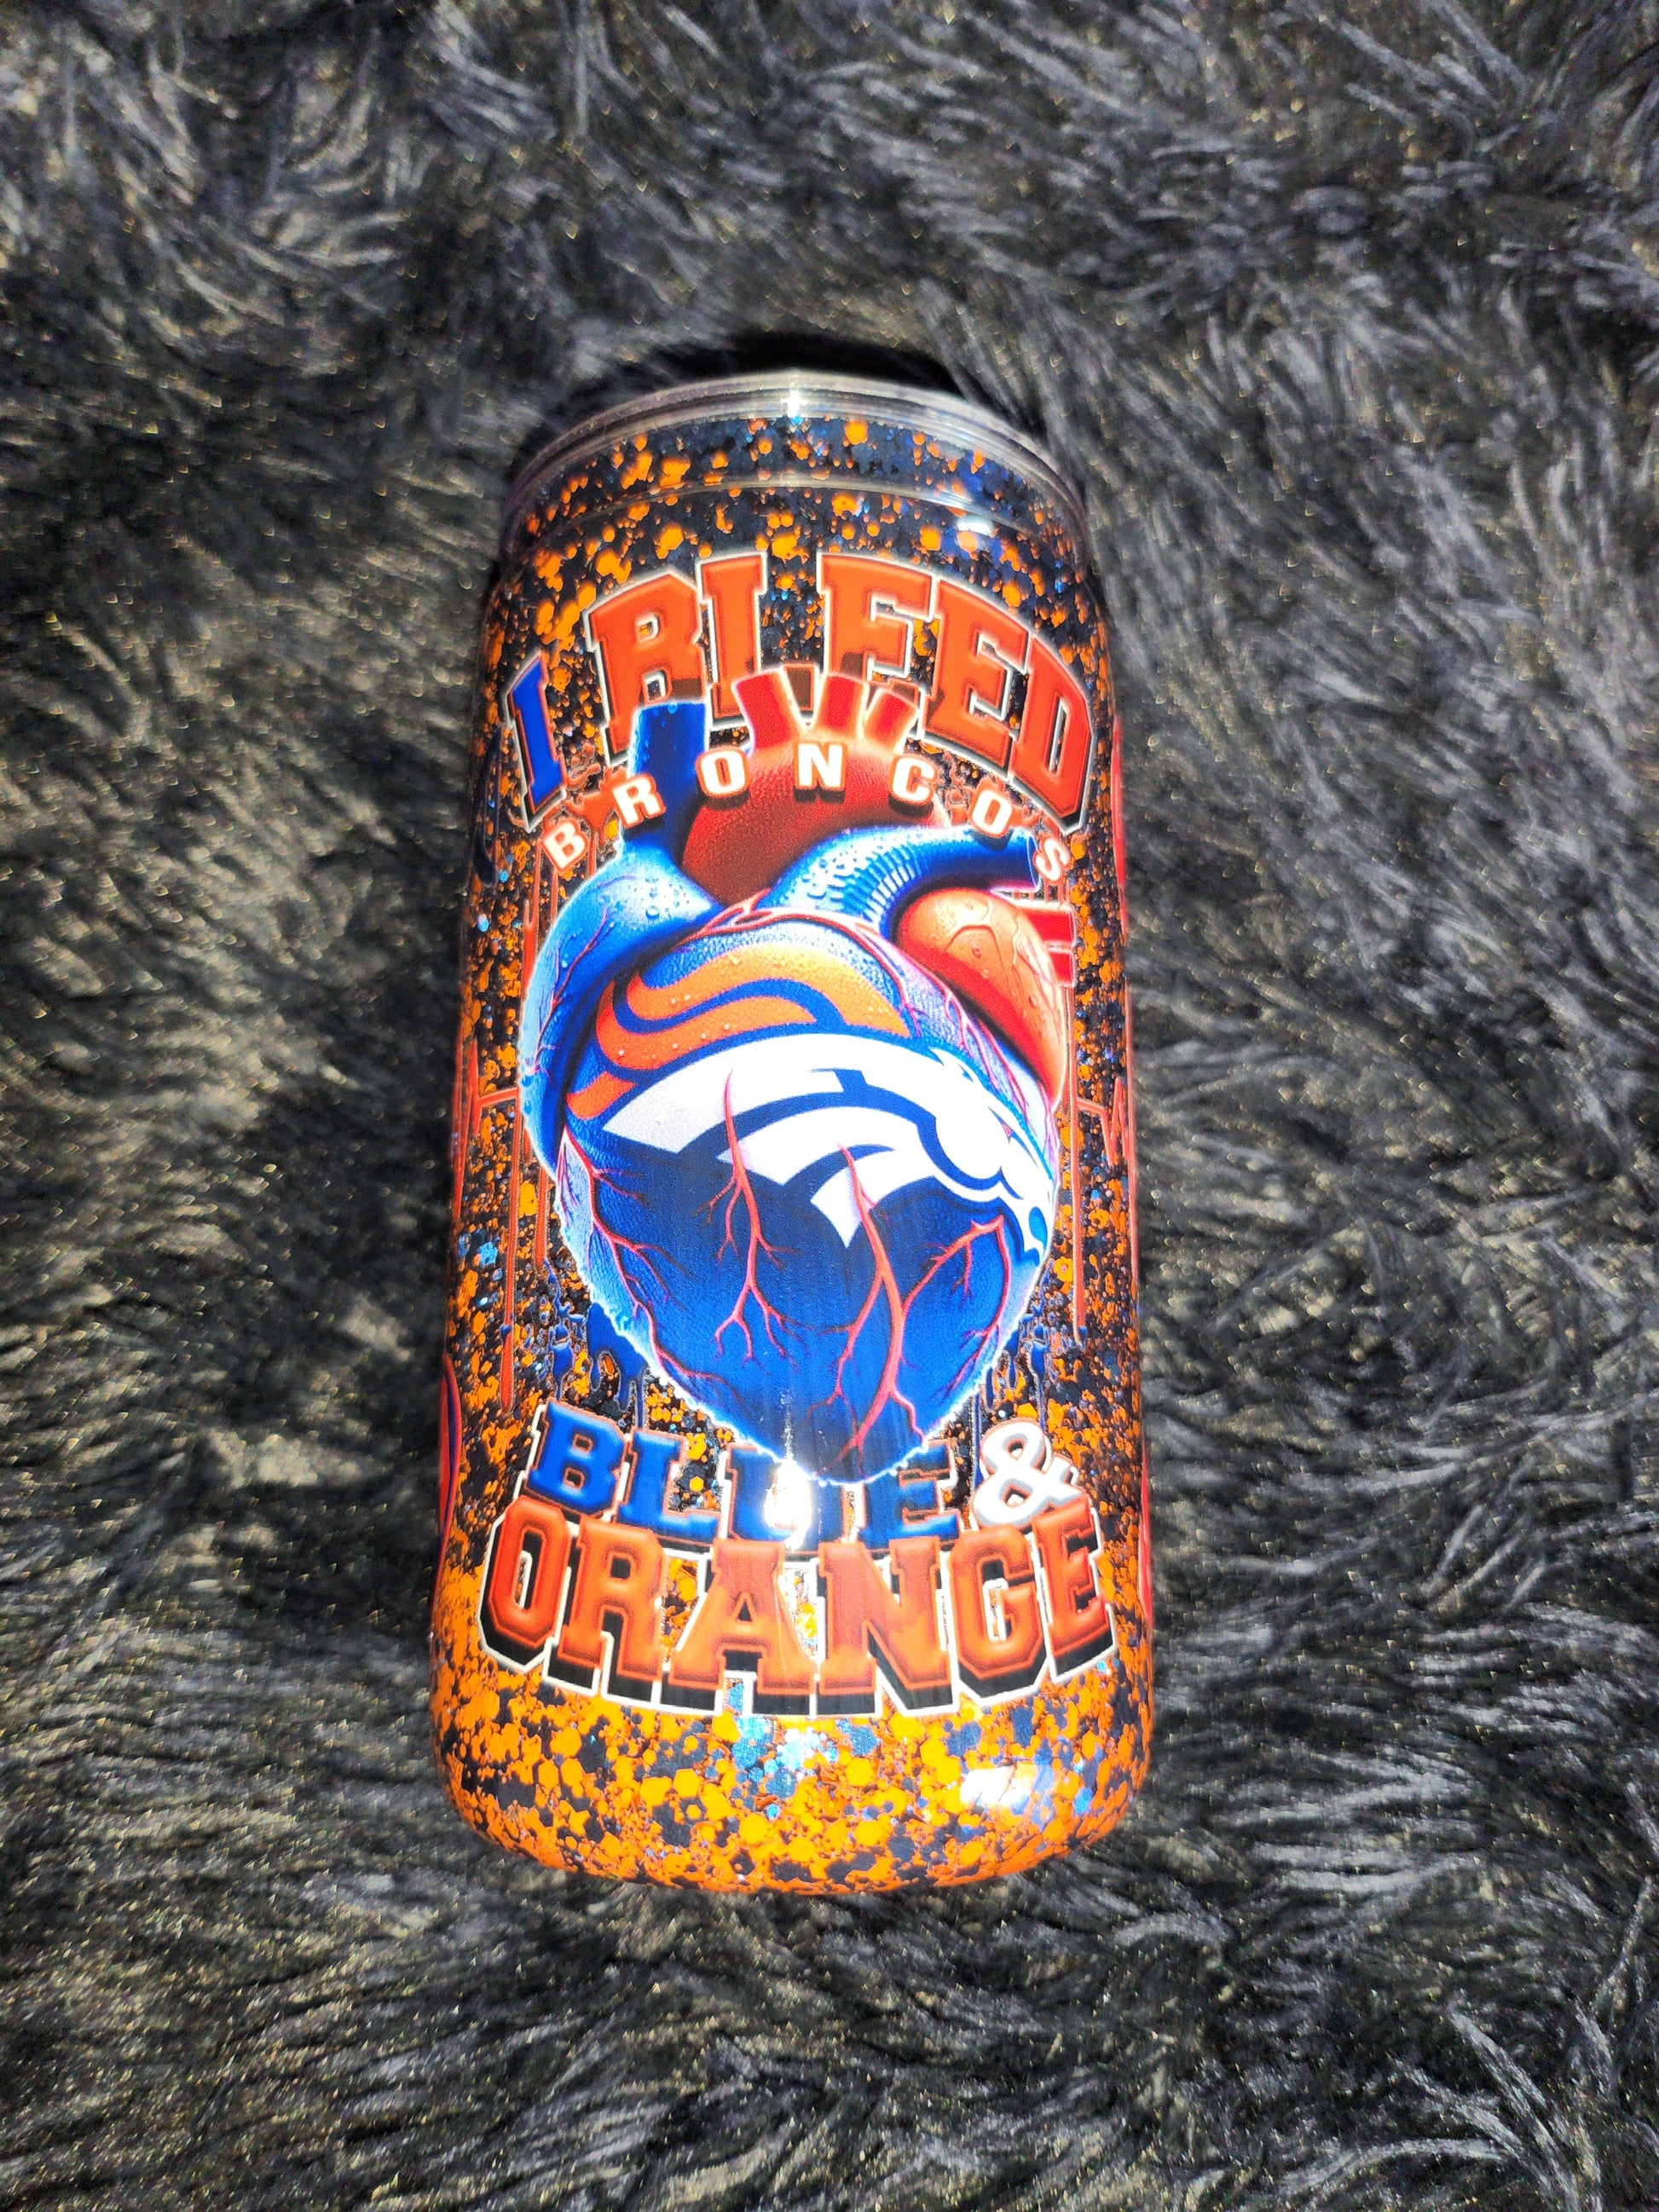 I BLEED
BRONCOS
BLUE &
ORANGE